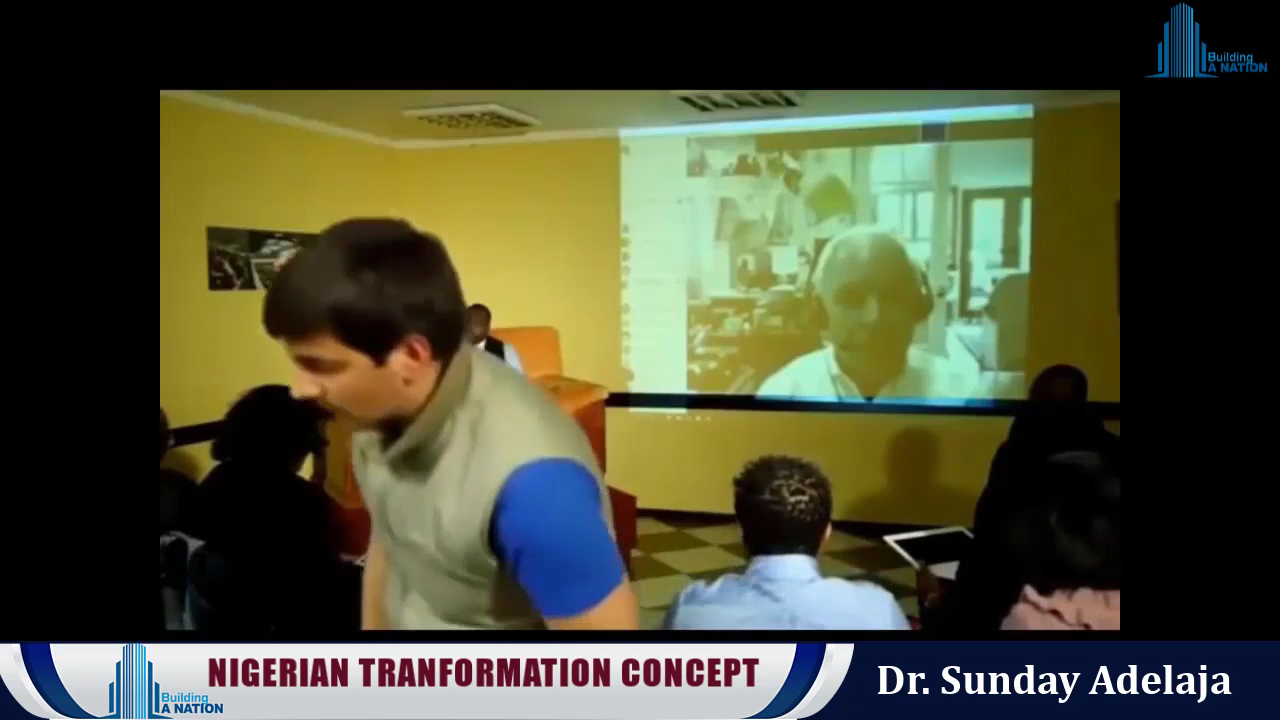 Building
A NATION
NIGERIAN TRANFORMATION CONCEPT
Building
A NATION
Dr. Sunday Adelaja